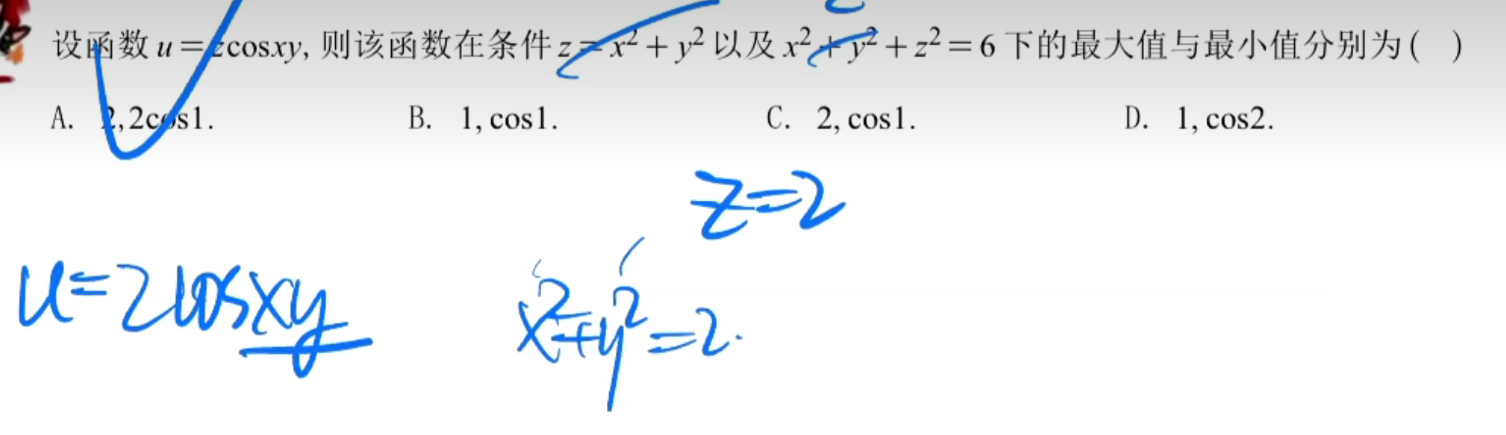 设函数 u=zcosxy, 则该函数在条件 z=x²+y² 以及 x²+y²+z²=6 下的最大值与最小值分别为( )
A. 2,2cos1. B. 1,cos1. C. 2,cos1. D. 1,cos2.
z=2
u=2cosxy x²+y²=2.